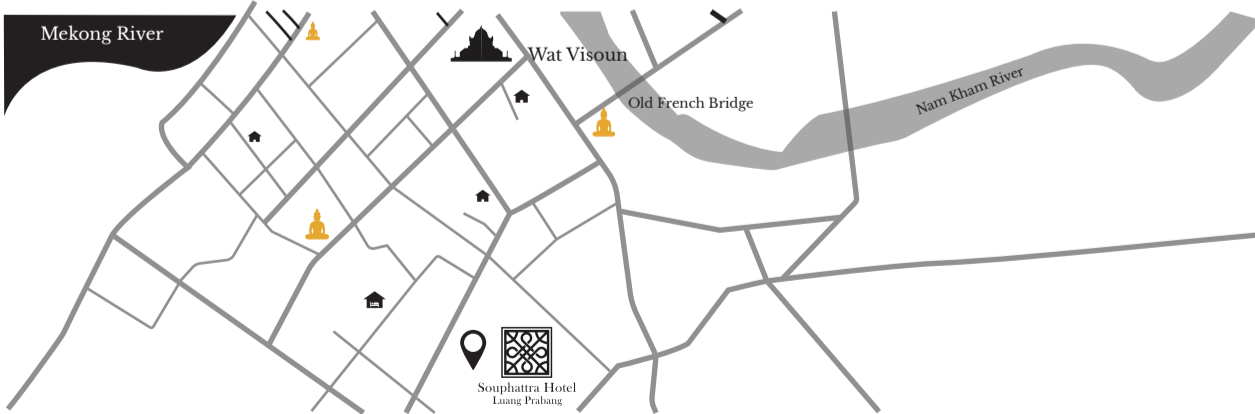 Mekong River
Wat Visoun
Old French Bridge
Nam Kham River
Souphattra Hotel
Luang Prabang